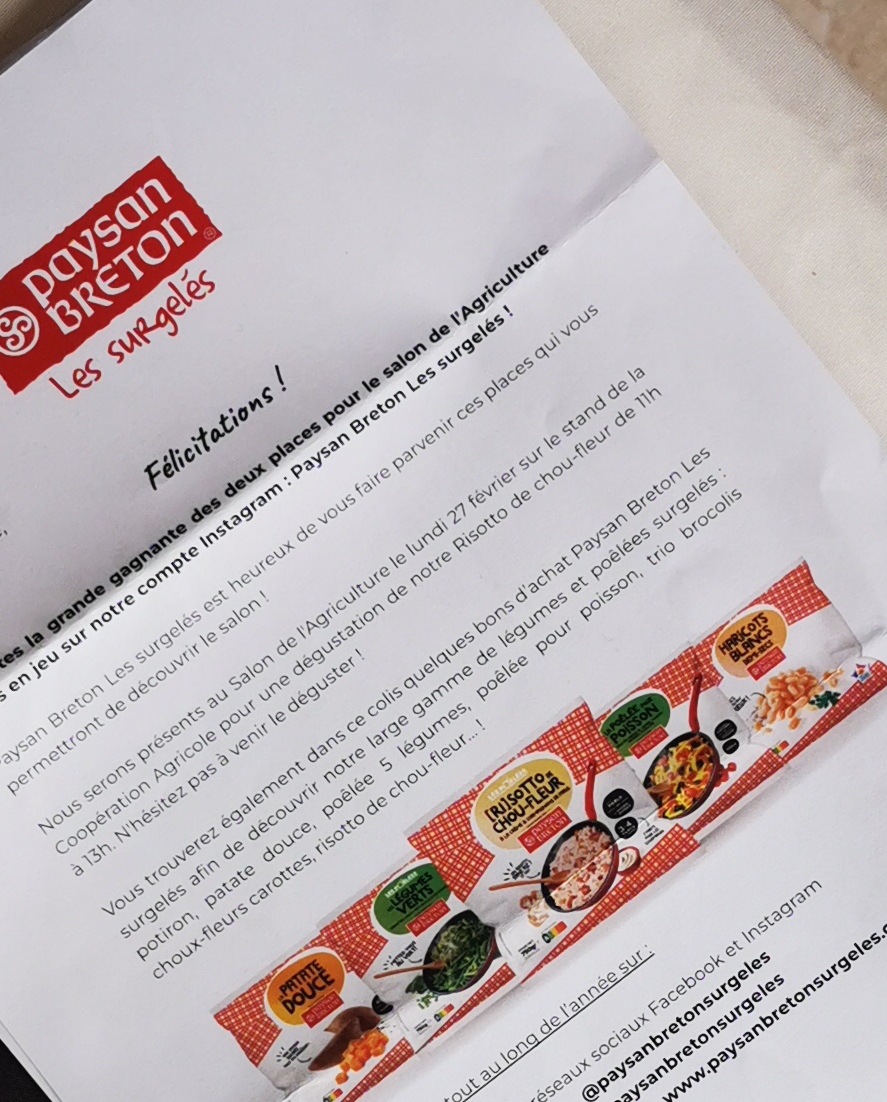 paysan
BRETON
Les surgelés
Félicitations !
la grande gagnante des deux places pour le salon de l'Agriculture
en jeu sur notre compte Instagram : Paysan Breton Les surgelés !
Paysan Breton Les surgelés est heureux de vous faire parvenir ces places qui vous
permettront de découvrir le salon !
Nous serons présents au Salon de l'Agriculture le lundi 27 février sur le stand de la
Coopération Agricole pour une dégustation de notre Risotto de chou-fleur de 11h
à 13h. N'hésitez pas à venir le déguster !
Vous trouverez également dans ce colis quelques bons d'achat Paysan Breton Les
surgelés afin de découvrir notre large gamme de légumes et poêlées surgelés :
potiron, patate douce, poêlée 5 légumes, poêlée pour poisson, trio brocolis
choux-fleurs carottes, risotto de chou-fleur... !
PATATE
DOUCE
LÉGUMES
VERTS
[RI]SOTTO
CHOU-FLEUR
POISSON
HARICOTS
BLANCS
tout au long de l'année sur :
réseaux sociaux Facebook et Instagram
@paysanbretonsurgeles
paysanbretonsurgeles
www.paysanbretonsurgeles.